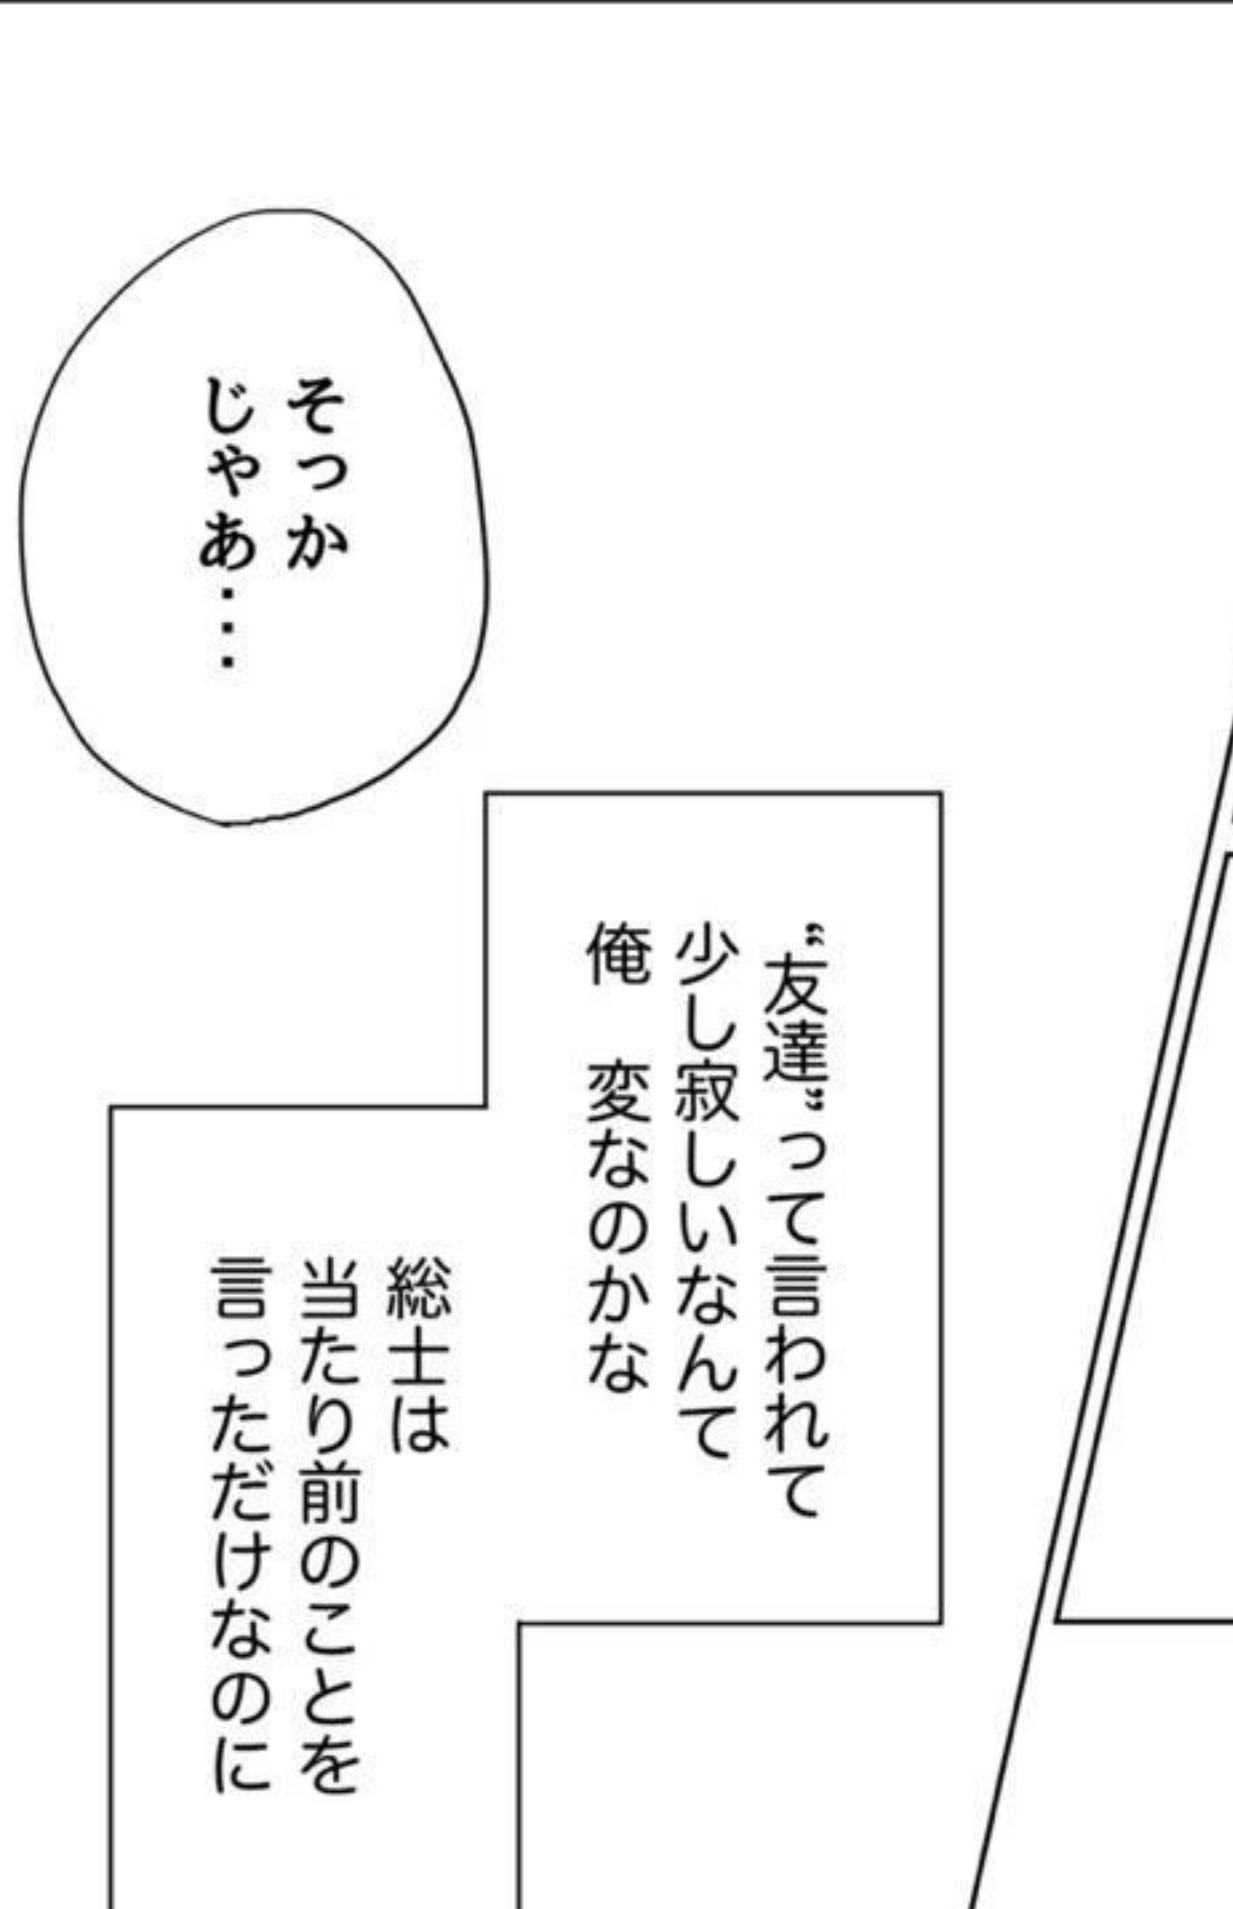 “友達“って言われて
少し寂しいなんて
俺　変なのかな
総士は
当たり前のことを
言っただけなのに
そっか
じゃあ・・・